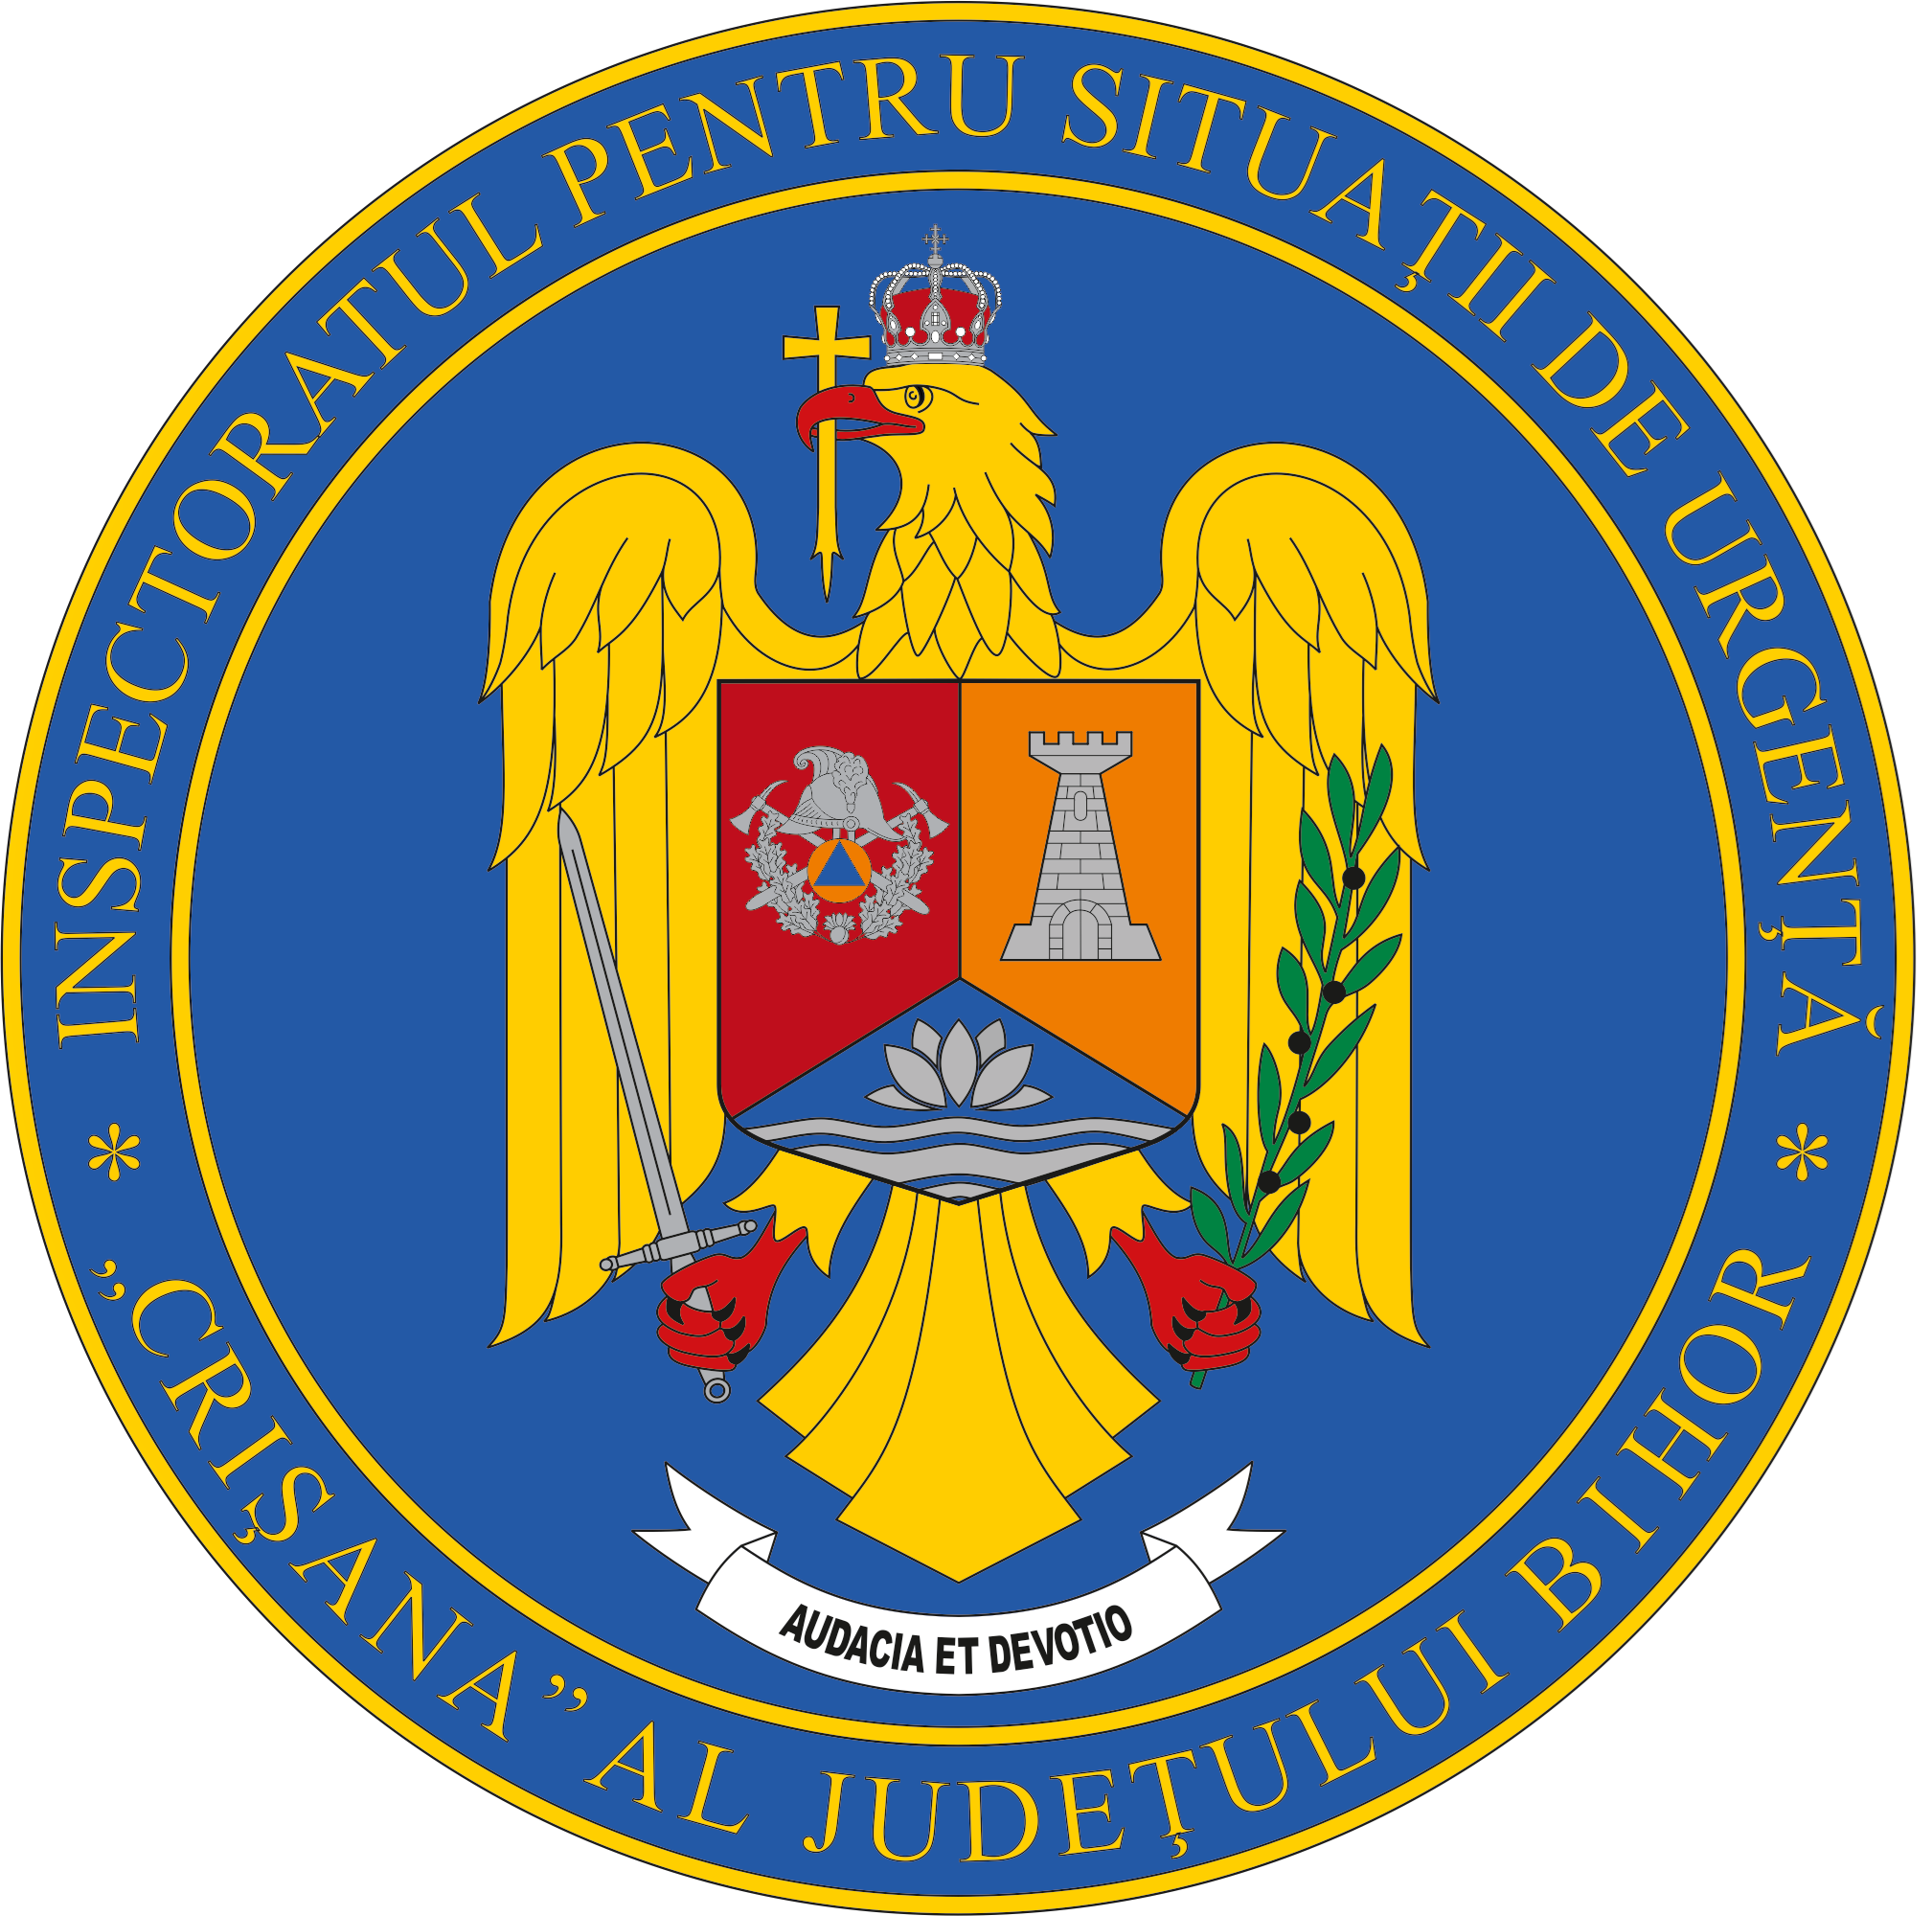 INSPECTORATUL PENTRU SITUAȚII DE URGENȚĂ
* „CRIȘANA” AL JUDEȚULUI BIHOR *
AUDACIA ET DEVOTIO